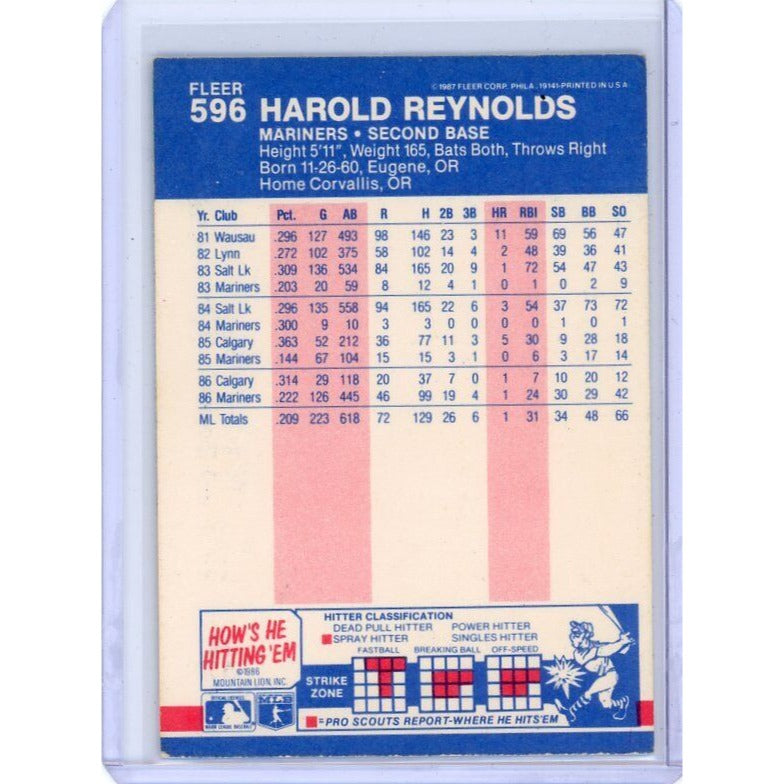 ©1987 FLEER CORP. PHILA. 19141-PRINTED IN U.S.A.
FLEER
596 HAROLD REYNOLDS
MARINERS • SECOND BASE
Height 5'11", Weight 165, Bats Both, Throws Right
Born 11-26-60, Eugene, OR
Home Corvallis, OR
Yr. Club Pct. G AB R H 2B 3B HR RBI SB BB SO
81 Wausau .296 127 493 98 146 23 3 11 59 69 56 47
82 Lynn .272 102 375 58 102 14 4 2 48 39 36 41
83 Salt Lk .309 136 534 84 165 20 9 1 72 54 47 43
83 Mariners .203 20 59 8 12 4 1 0 1 0 2 9
84 Salt Lk .296 135 558 94 165 22 6 3 54 37 73 72
84 Mariners .300 9 10 3 3 0 0 0 0 1 0 1
85 Calgary .363 52 212 36 77 11 3 5 30 9 28 18
85 Mariners .144 67 104 15 15 3 1 0 6 3 17 14
86 Calgary .314 29 118 20 37 7 0 1 7 10 20 12
86 Mariners .222 126 445 46 99 19 4 1 24 30 29 42
ML Totals .209 223 618 72 129 26 6 1 31 34 48 66
HOW'S HE
HITTING 'EM
©1986
MOUNTAIN LION, INC.
HITTER CLASSIFICATION
DEAD PULL HITTER POWER HITTER
SPRAY HITTER SINGLES HITTER
FASTBALL BREAKING BALL OFF-SPEED
STRIKE
ZONE
=PRO SCOUTS REPORT-WHERE HE HITS'EM
OFFICIAL LICENSEE
MAJOR LEAGUE BASEBALL
MLB